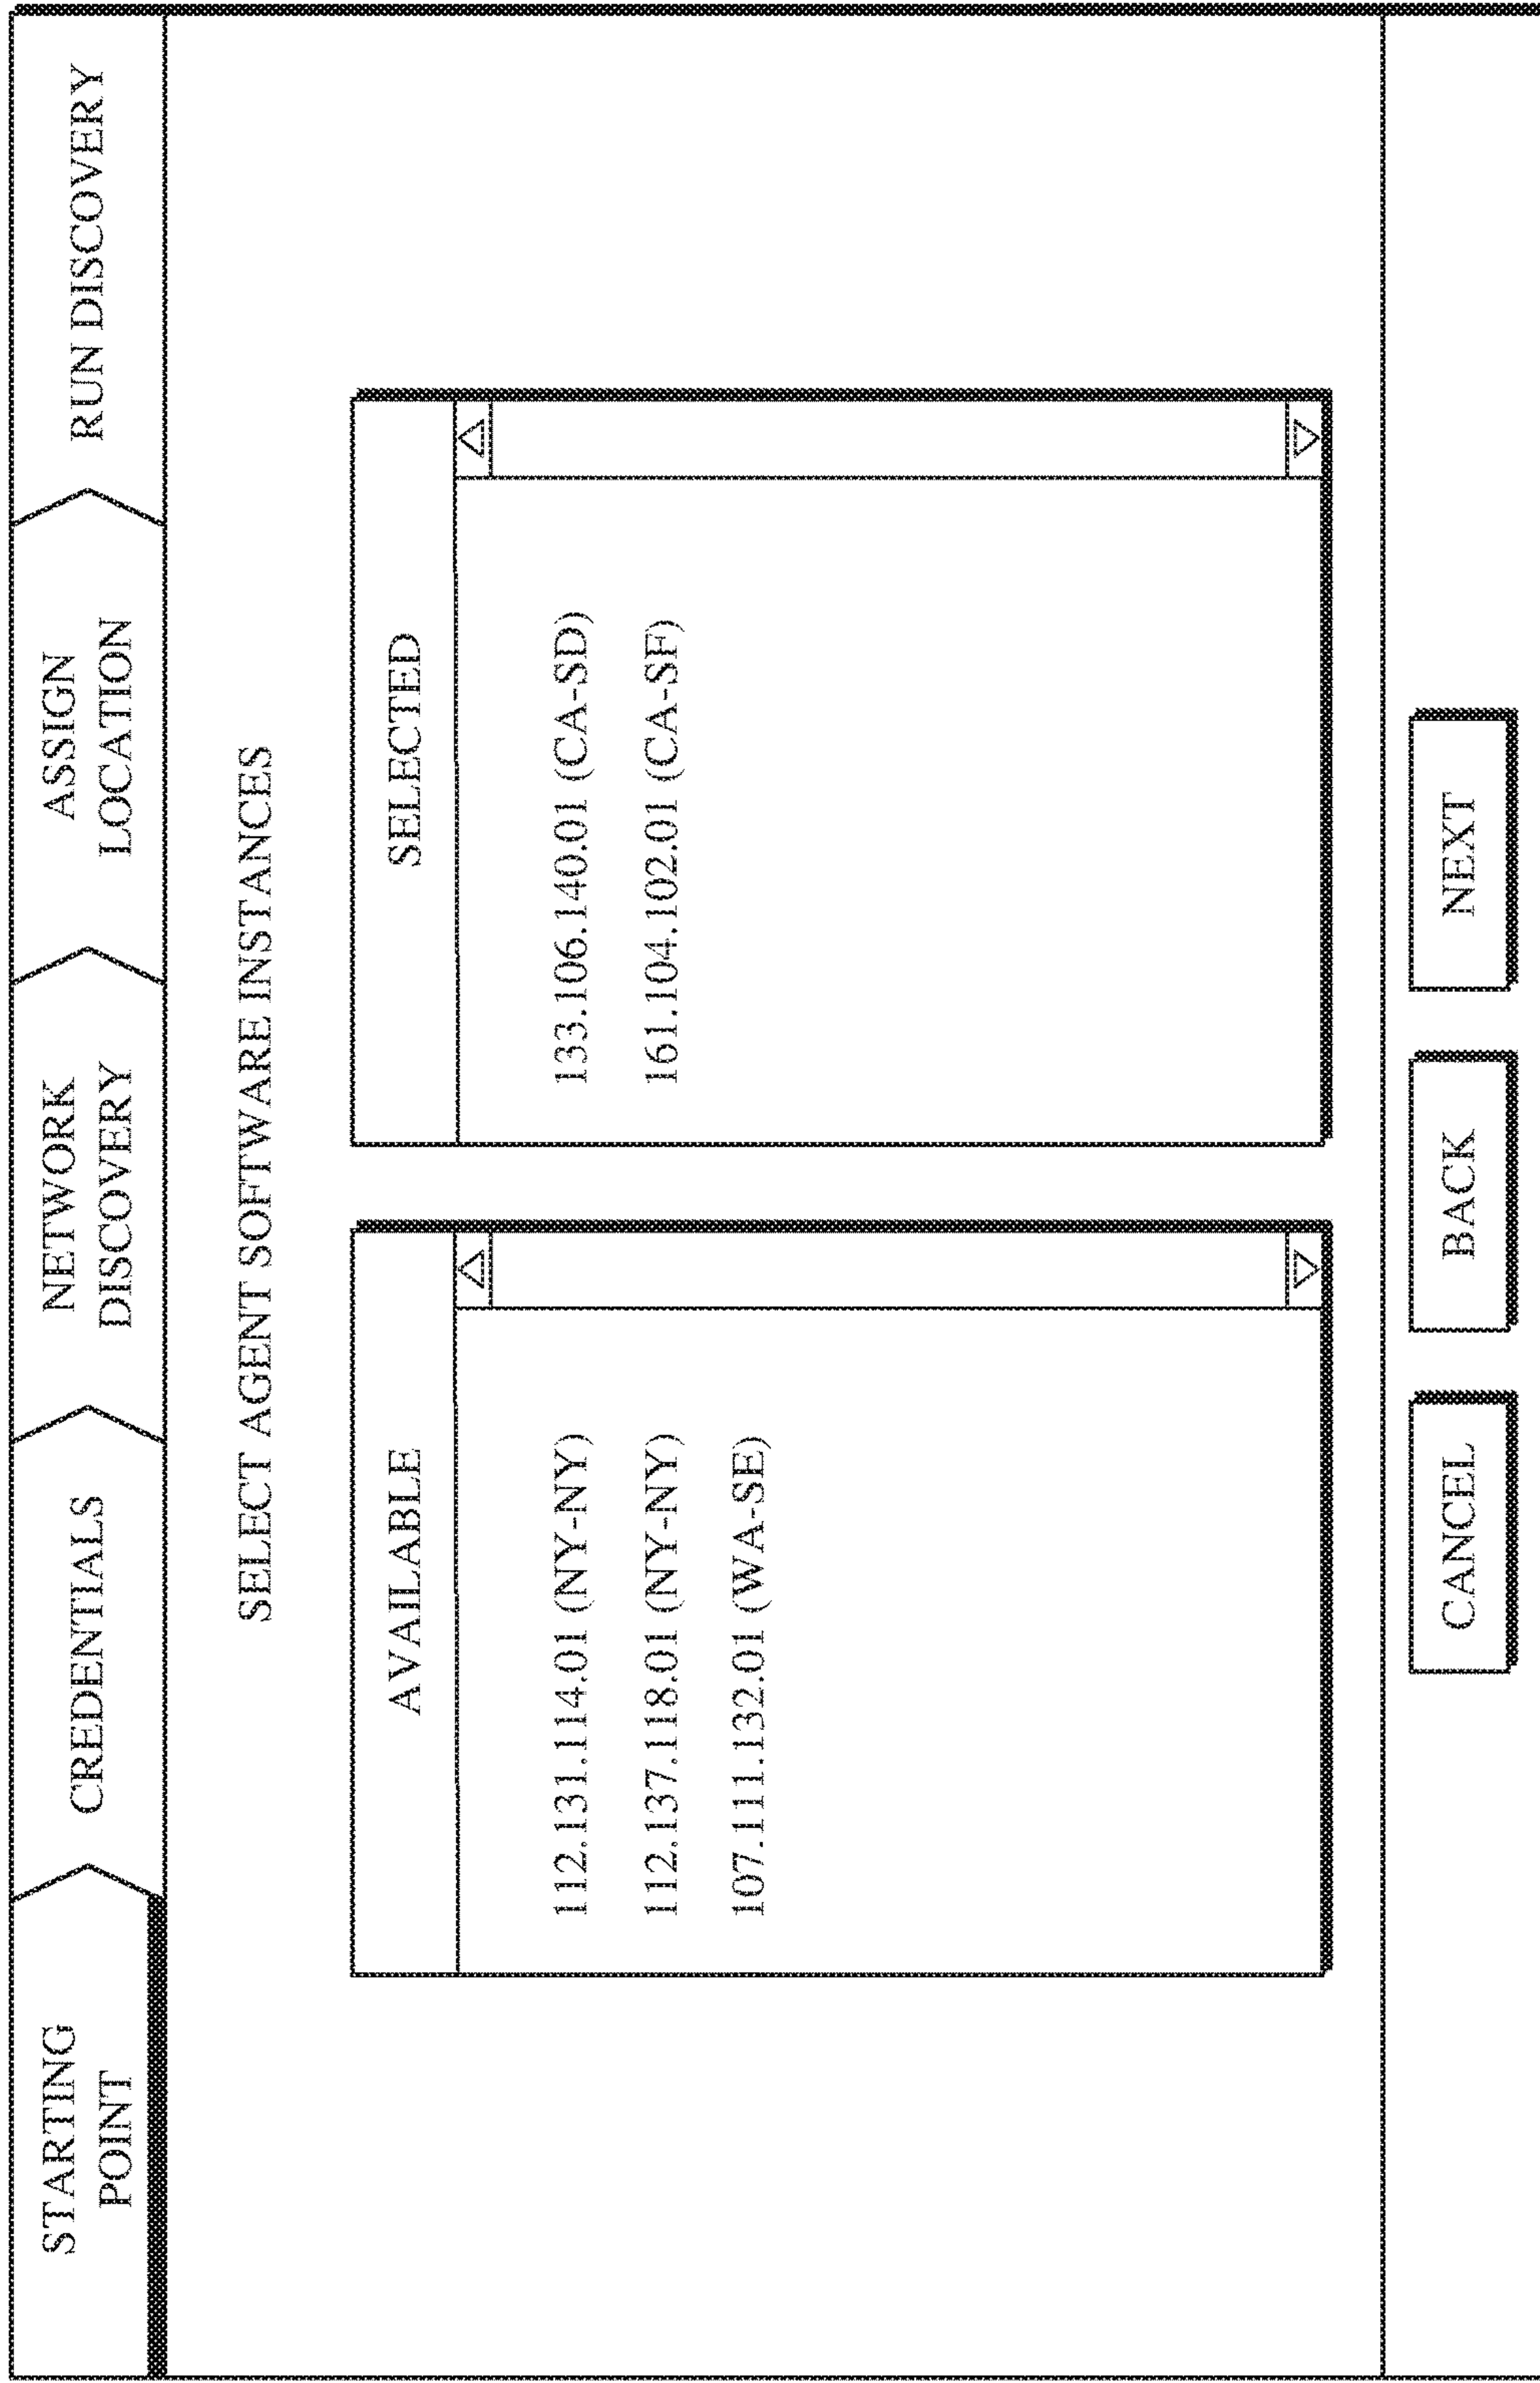 STARTING
POINT
CREDENTIALS
NETWORK
DISCOVERY
ASSIGN
LOCATION
RUN DISCOVERY
SELECT AGENT SOFTWARE INSTANCES
AVAILABLE
112.131.114.01 (NY-NY)
112.137.118.01 (NY-NY)
107.111.132.01 (WA-SE)
SELECTED
133.106.140.01 (CA-SD)
161.104.102.01 (CA-SF)
CANCEL
BACK
NEXT